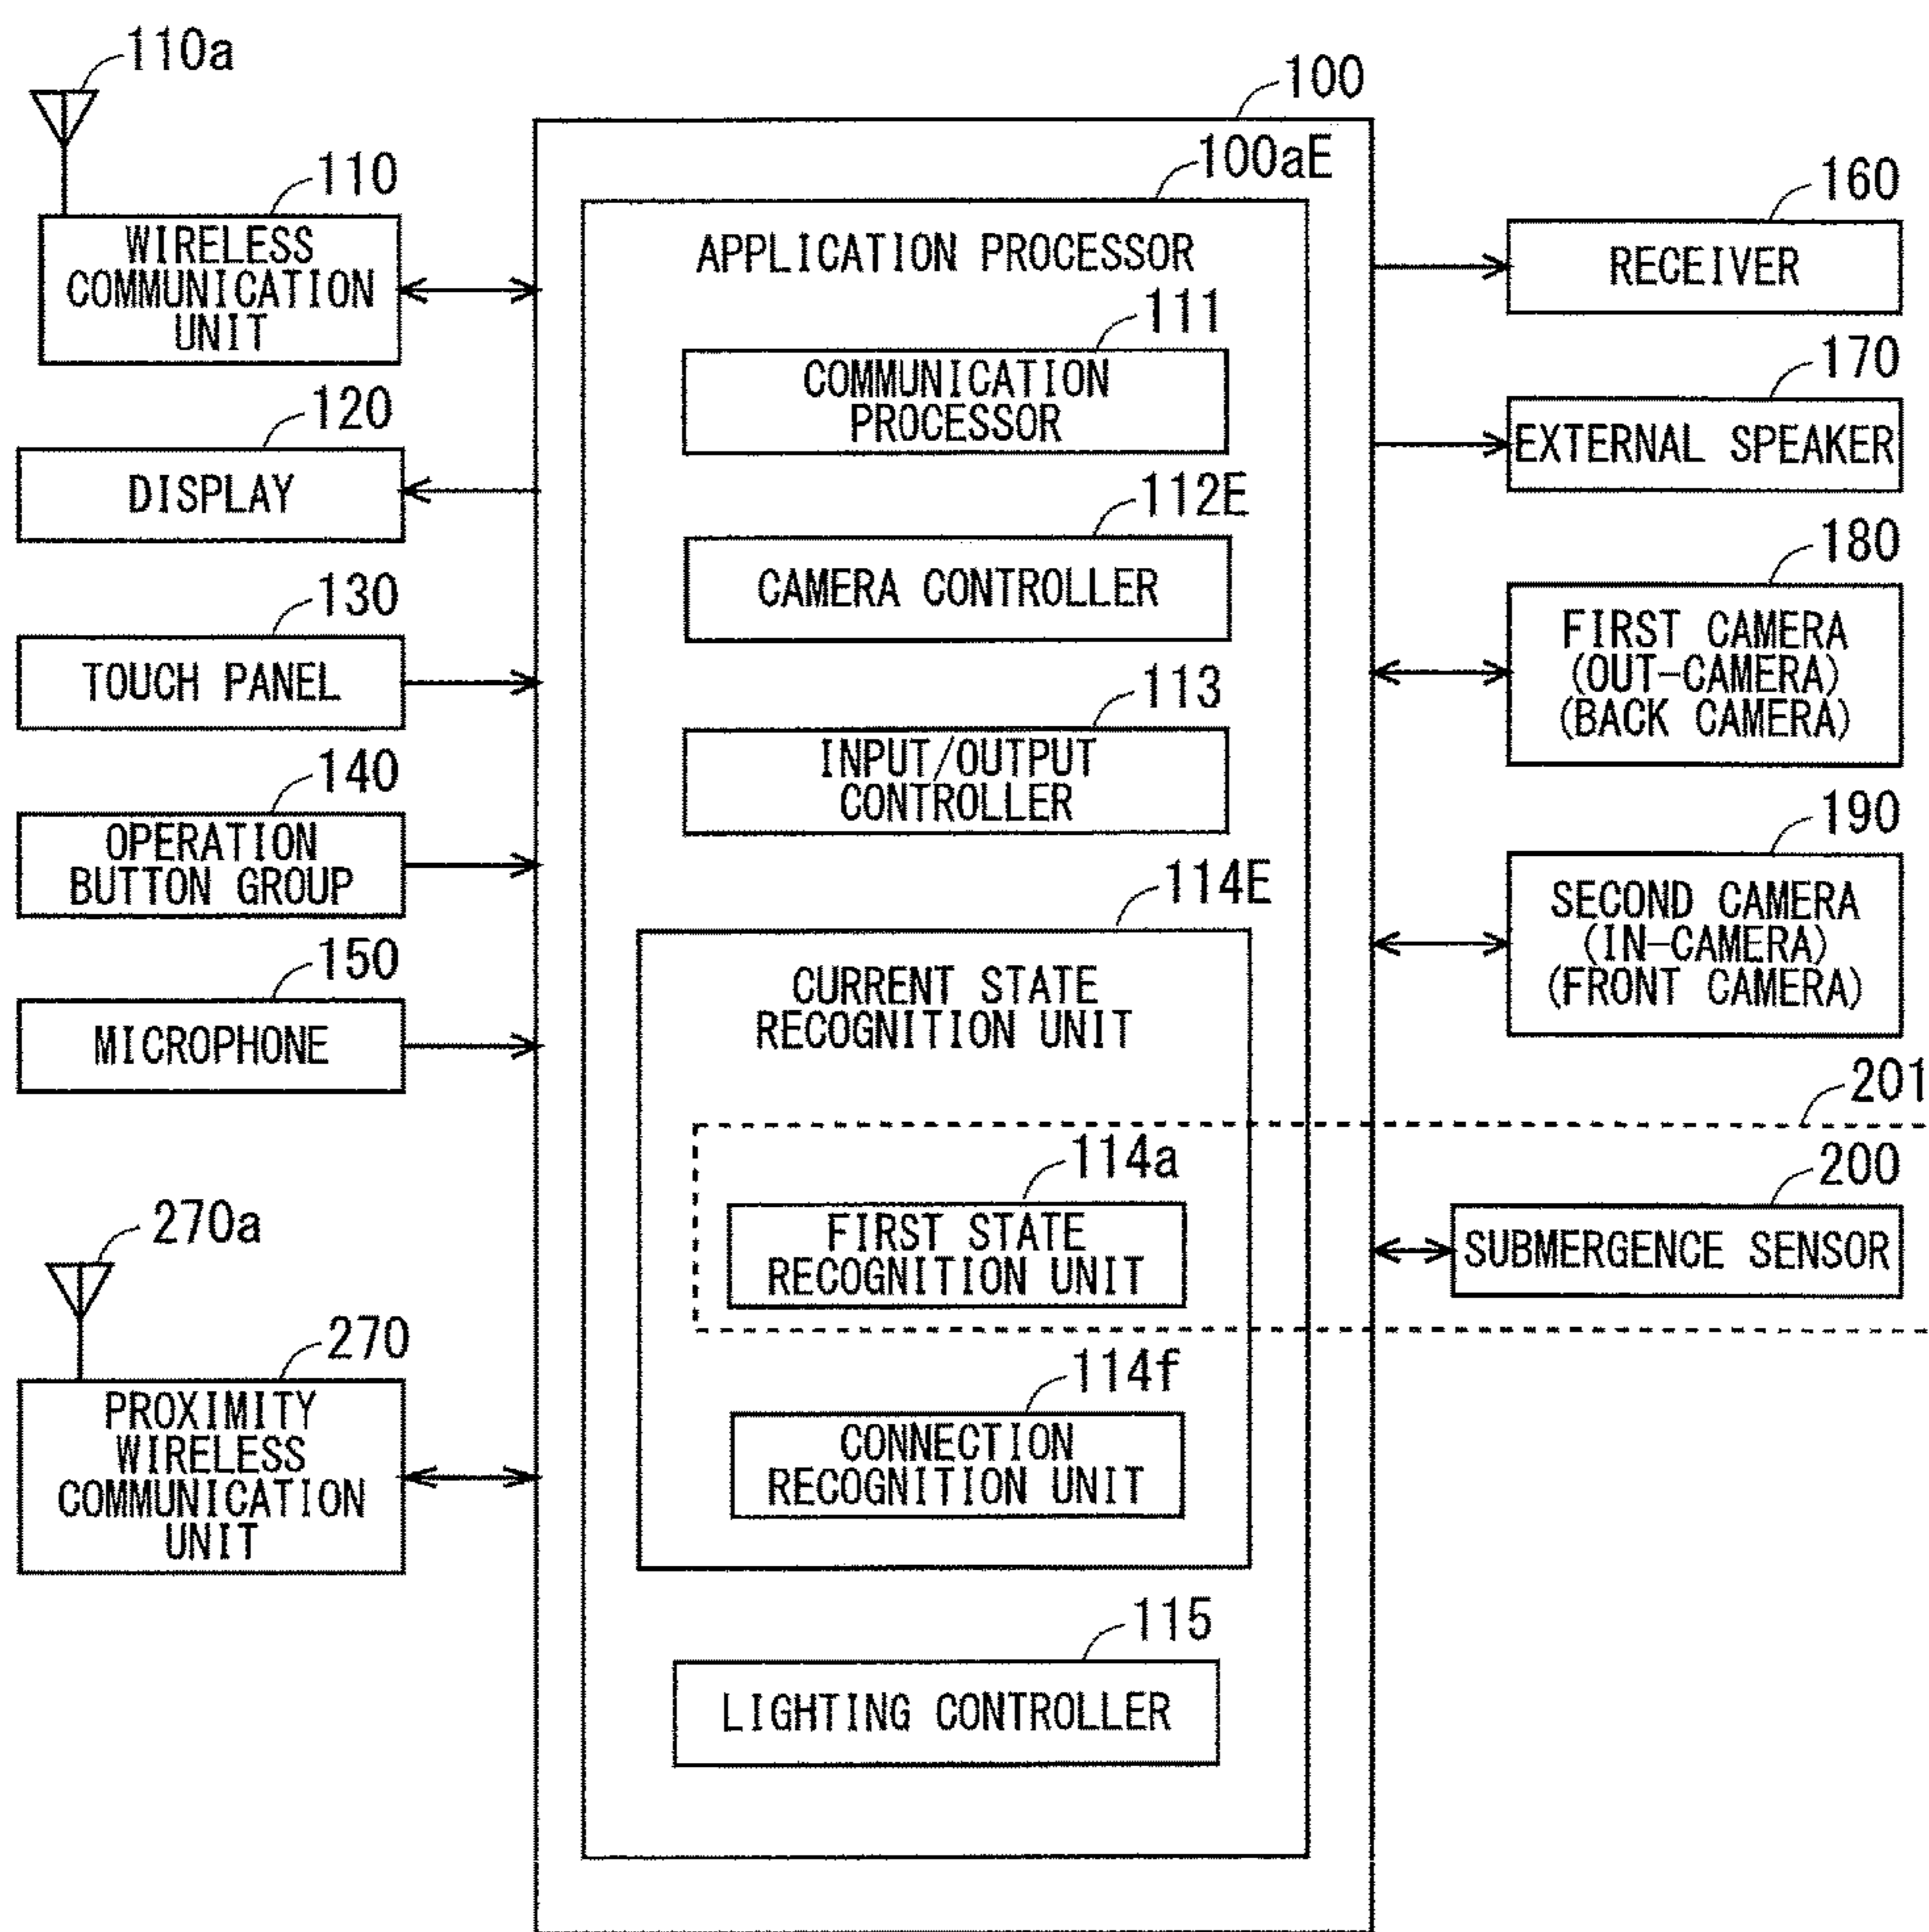 110a
110
WIRELESS
COMMUNICATION
UNIT
120
DISPLAY
130
TOUCH PANEL
140
OPERATION
BUTTON GROUP
150
MICROPHONE
270a
270
PROXIMITY
WIRELESS
COMMUNICATION
UNIT
100
100aE
APPLICATION PROCESSOR
111
COMMUNICATION
PROCESSOR
112E
CAMERA CONTROLLER
113
INPUT/OUTPUT
CONTROLLER
114E
CURRENT STATE
RECOGNITION UNIT
114a
FIRST STATE
RECOGNITION UNIT
114f
CONNECTION
RECOGNITION UNIT
115
LIGHTING CONTROLLER
160
RECEIVER
170
EXTERNAL SPEAKER
180
FIRST CAMERA
(OUT-CAMERA)
(BACK CAMERA)
190
SECOND CAMERA
(IN-CAMERA)
(FRONT CAMERA)
201
200
SUBMERGENCE SENSOR